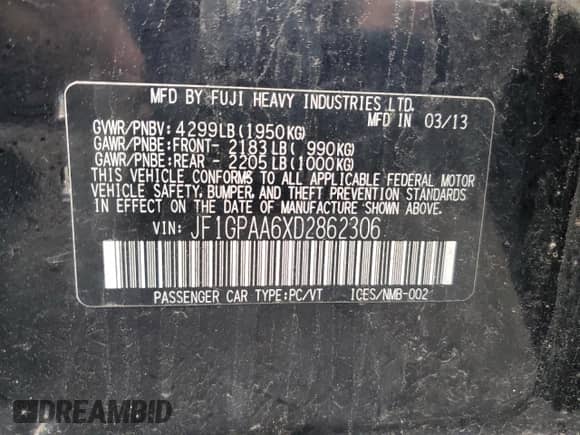 MFD BY FUJI HEAVY INDUSTRIES LTD.
MFD IN 03/13
GVWR/PNBV: 4299LB(1950KG)
GAWR/PNBE: FRONT- 2183LB( 990KG)
GAWR/PNBE: REAR - 2205LB(1000KG)
THIS VEHICLE CONFORMS TO ALL APPLICABLE FEDERAL MOTOR
VEHICLE SAFETY, BUMPER, AND THEFT PREVENTION STANDARDS
IN EFFECT ON THE DATE OF MANUFACTURE SHOWN ABOVE.
VIN: JF1GPAA6XD2862306
PASSENGER CAR TYPE:PC/VT ICES/NMB-002
DREAMBID